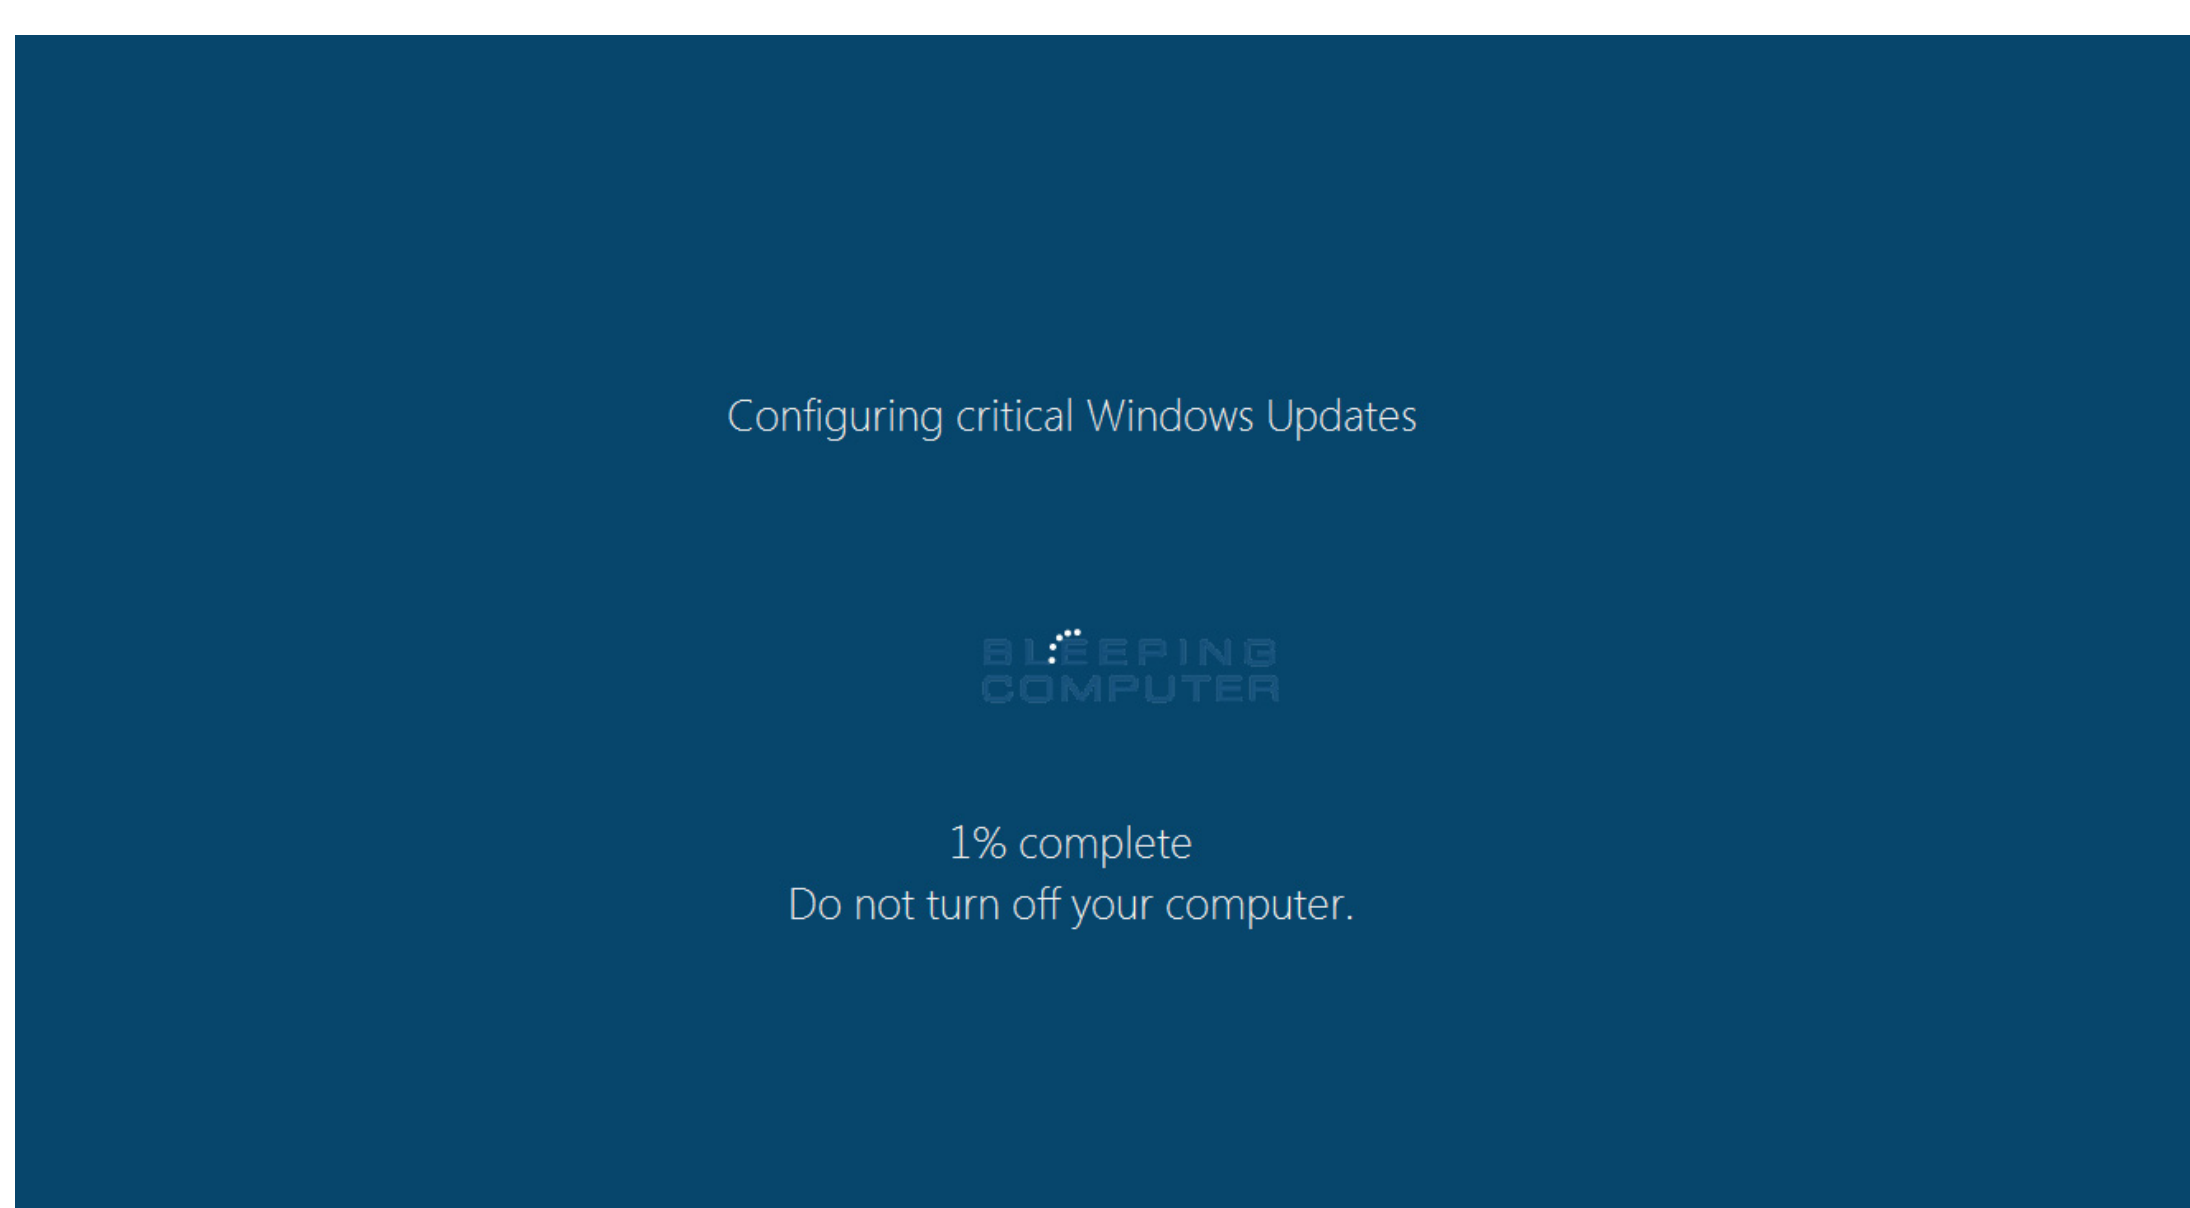 Configuring critical Windows Updates
BLEEPING
COMPUTER
1% complete
Do not turn off your computer.